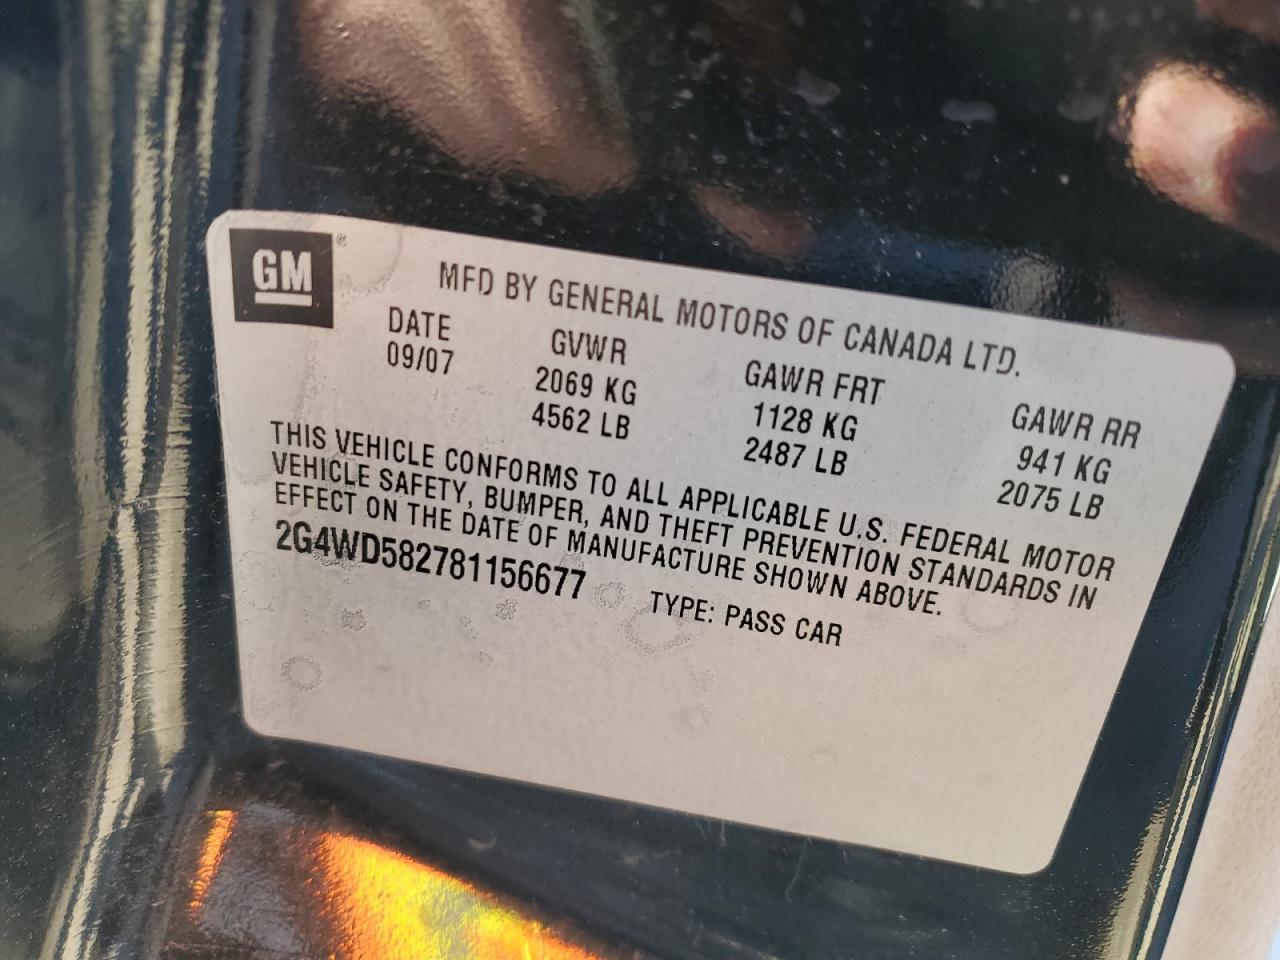 GM
MFD BY GENERAL MOTORS OF CANADA LTD.
DATE GVWR GAWR FRT GAWR RR
09/07 2069 KG 1128 KG 941 KG
4562 LB 2487 LB 2075 LB
THIS VEHICLE CONFORMS TO ALL APPLICABLE U.S. FEDERAL MOTOR
VEHICLE SAFETY, BUMPER, AND THEFT PREVENTION STANDARDS IN
EFFECT ON THE DATE OF MANUFACTURE SHOWN ABOVE.
2G4WD582781156677 TYPE: PASS CAR